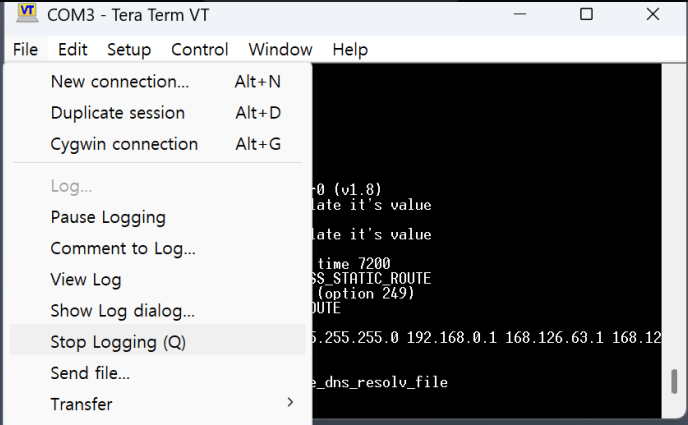 VT
COM3 - Tera Term VT
File Edit Setup Control Window Help
New connection... Alt+N
Duplicate session Alt+D
Cygwin connection Alt+G
Log...
Pause Logging
Comment to Log...
View Log
Show Log dialog...
Stop Logging (Q)
Send file...
Transfer
0 (v1.8)
late it's value
late it's value
time 7200
SS_STATIC_ROUTE
(option 249)
OUTE
5.255.255.0 192.168.0.1 168.126.63.1 168.12
e_dns_resolv_file